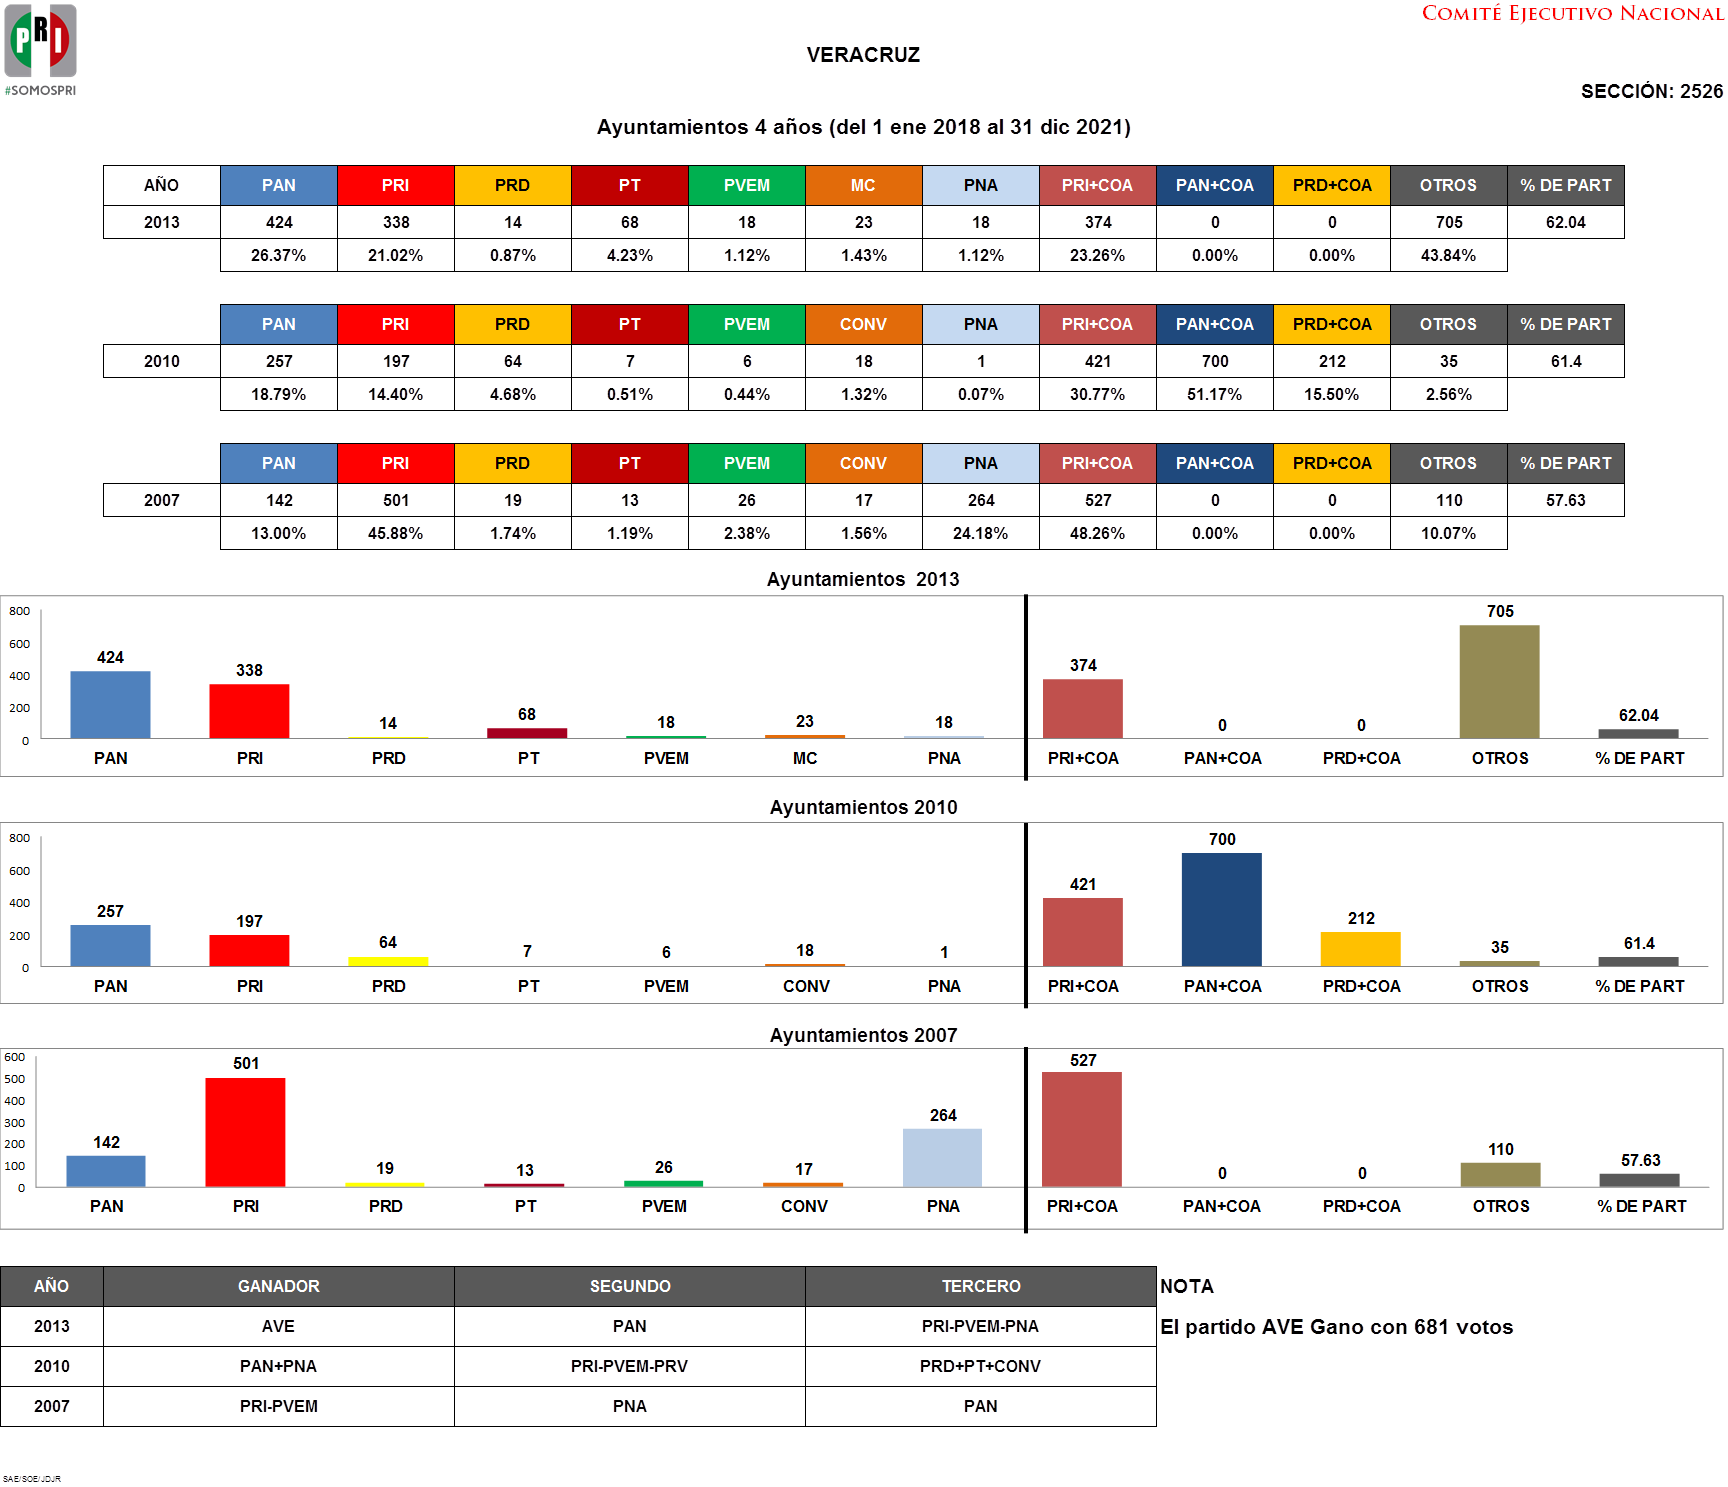 PRI
#SOMOSPRI
COMITÉ EJECUTIVO NACIONAL
VERACRUZ
SECCIÓN: 2526
Ayuntamientos 4 años (del 1 ene 2018 al 31 dic 2021)
AÑO PAN PRI PRD PT PVEM MC PNA PRI+COA PAN+COA PRD+COA OTROS % DE PART
2013 424 338 14 68 18 23 18 374 0 0 705 62.04
26.37% 21.02% 0.87% 4.23% 1.12% 1.43% 1.12% 23.26% 0.00% 0.00% 43.84%
PAN PRI PRD PT PVEM CONV PNA PRI+COA PAN+COA PRD+COA OTROS % DE PART
2010 257 197 64 7 6 18 1 421 700 212 35 61.4
18.79% 14.40% 4.68% 0.51% 0.44% 1.32% 0.07% 30.77% 51.17% 15.50% 2.56%
PAN PRI PRD PT PVEM CONV PNA PRI+COA PAN+COA PRD+COA OTROS % DE PART
2007 142 501 19 13 26 17 264 527 0 0 110 57.63
13.00% 45.88% 1.74% 1.19% 2.38% 1.56% 24.18% 48.26% 0.00% 0.00% 10.07%
Ayuntamientos 2013
800
600
400
200
0
424 338 14 68 18 23 18 374 0 0 705 62.04
PAN PRI PRD PT PVEM MC PNA PRI+COA PAN+COA PRD+COA OTROS % DE PART
Ayuntamientos 2010
800
600
400
200
0
257 197 64 7 6 18 1 421 700 212 35 61.4
PAN PRI PRD PT PVEM CONV PNA PRI+COA PAN+COA PRD+COA OTROS % DE PART
Ayuntamientos 2007
600
500
400
300
200
100
0
142 501 19 13 26 17 264 527 0 0 110 57.63
PAN PRI PRD PT PVEM CONV PNA PRI+COA PAN+COA PRD+COA OTROS % DE PART
AÑO GANADOR SEGUNDO TERCERO NOTA
2013 AVE PAN PRI-PVEM-PNA El partido AVE Gano con 681 votos
2010 PAN+PNA PRI-PVEM-PRV PRD+PT+CONV
2007 PRI-PVEM PNA PAN
SAE/SOE/JDJR